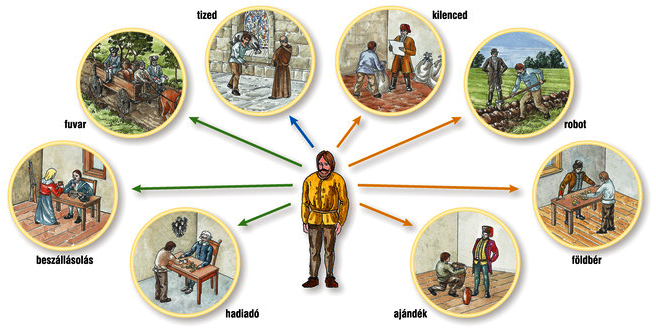 tized
kilenced
fuvar
robot
beszállásolás
földbér
hadiadó
ajándék